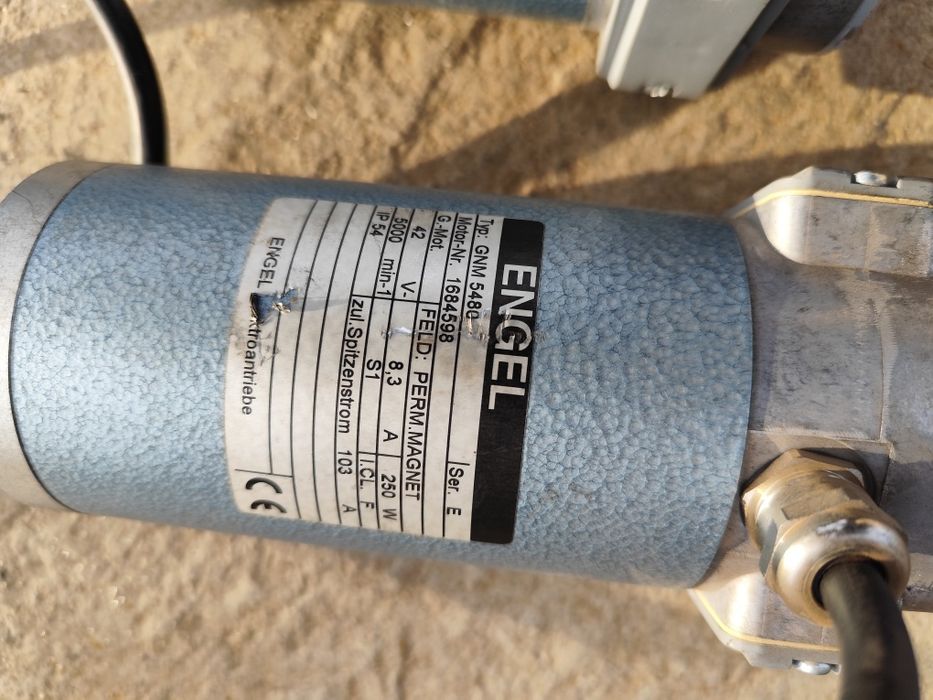 ENGEL
Typ: GNM 5480 Ser. E
Motor-Nr. 1684598
G.-Mot. FELD: PERM.MAGNET
42 V- 8,3 A 250 W
5000 min-1 S1 I.CL. F
IP 54 zul.Spitzenstrom 103 A
ENGEL
CE